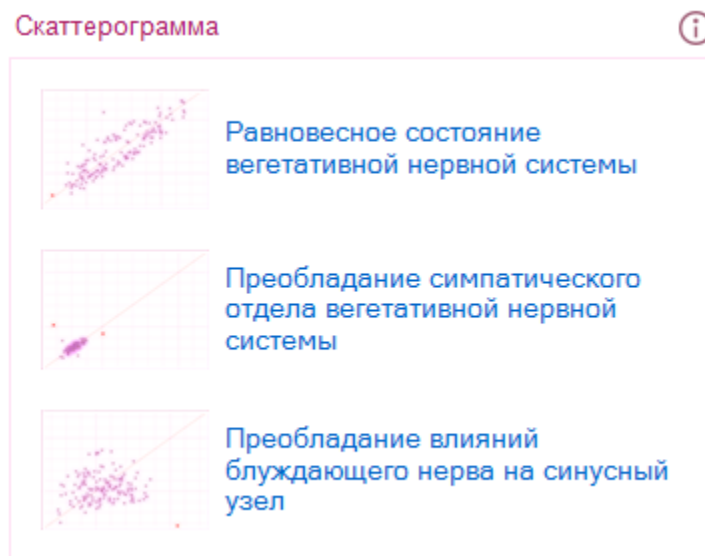 Скаттерограмма
Равновесное состояние
вегетативной нервной системы
Преобладание симпатического
отдела вегетативной нервной
системы
Преобладание влияний
блуждающего нерва на синусный
узел